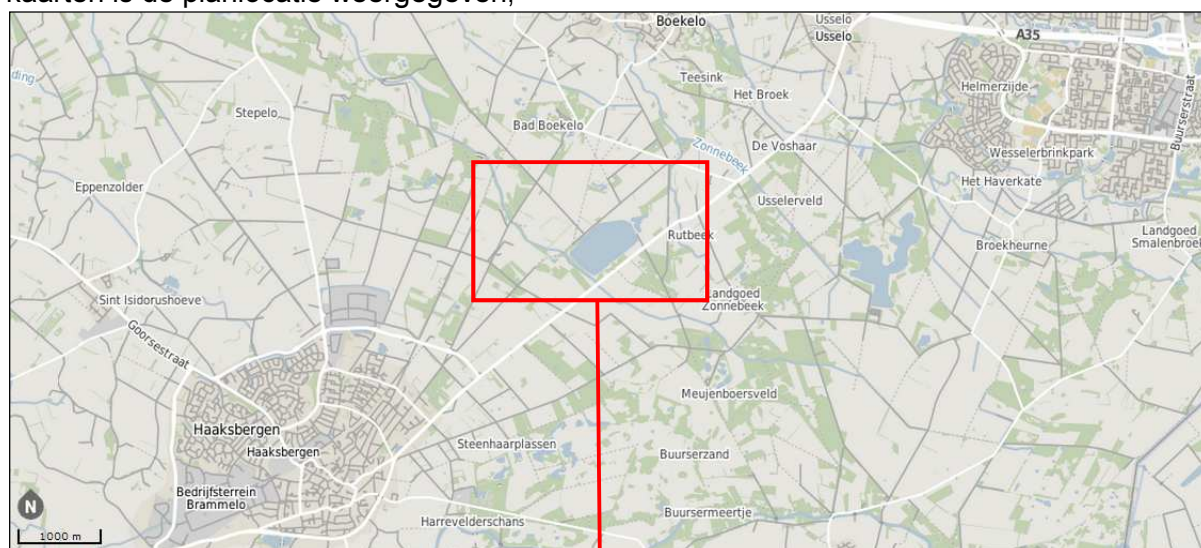 kaarten is de planlocatie weergegeven;
Boekelo
Usselo
Usselo
A35
Teesink
Helmerzijde
Het Broek
ding
Stepelo
Bad Boekelo
Buurserstraat
Zonnebeek
De Voshaar
Wesselerbrinkpark
Eppenzolder
Het Haverkate
Usselerveld
Rutbeek
Broekheurne
Landgoed
Smalenbroek
Landgoed
Zonnebeek
Sint Isidorushoeve
Goorsestraat
Meujenboersveld
Haaksbergen
Haaksbergen
Steenhaarplassen
Buurserzand
Bedrijfsterrein
Brammelo
N
Buursermeertje
Harrevelderschans
1000 m